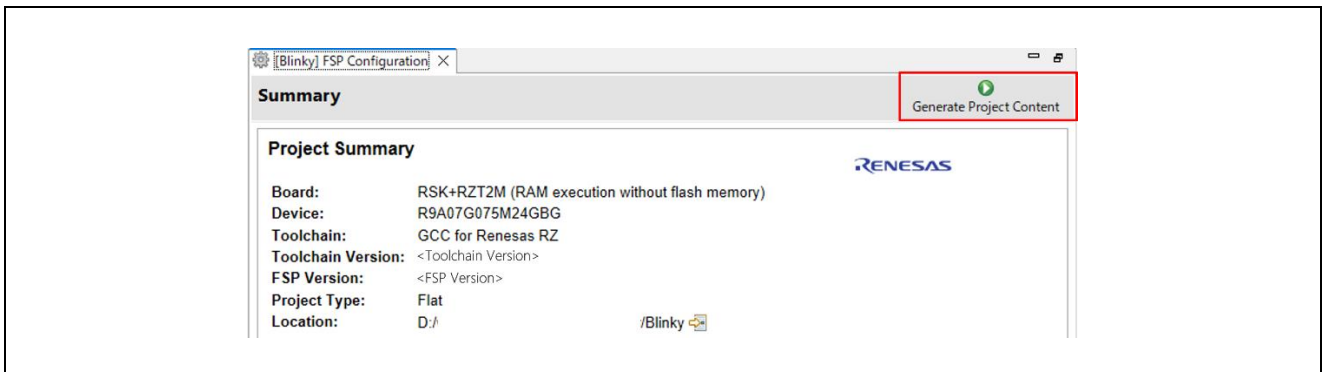 [Blinky] FSP Configuration
Summary
Generate Project Content
Project Summary
RENESAS
Board: RSK+RZT2M (RAM execution without flash memory)
Device: R9A07G075M24GBG
Toolchain: GCC for Renesas RZ
Toolchain Version: <Toolchain Version>
FSP Version: <FSP Version>
Project Type: Flat
Location: D:/ /Blinky